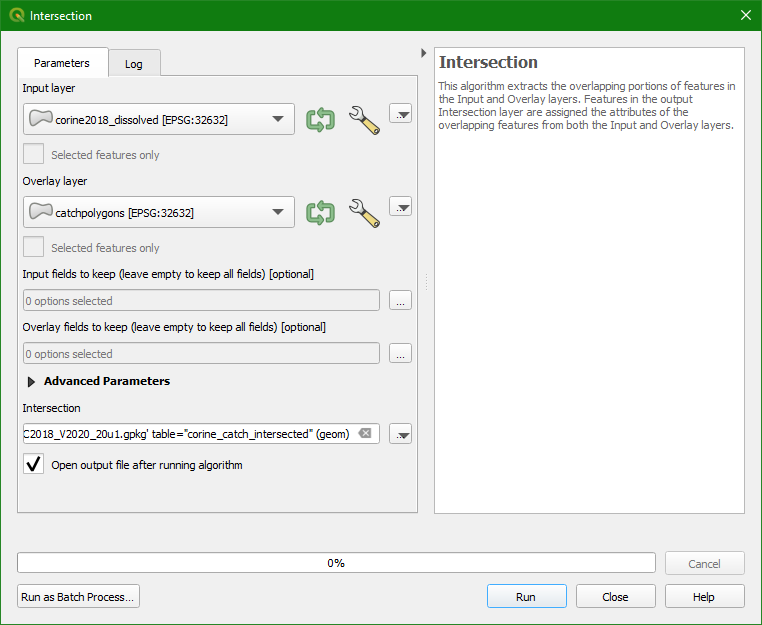 Intersection
Parameters
Log
Input layer
corine2018_dissolved [EPSG:32632]
Selected features only
Overlay layer
catchpolygons [EPSG:32632]
Selected features only
Input fields to keep (leave empty to keep all fields) [optional]
0 options selected
...
Overlay fields to keep (leave empty to keep all fields) [optional]
0 options selected
...
Advanced Parameters
Intersection
C2018_V2020_20u1.gpkg' table="corine_catch_intersected" (geom)
Open output file after running algorithm
Intersection
This algorithm extracts the overlapping portions of features in
the Input and Overlay layers. Features in the output
Intersection layer are assigned the attributes of the
overlapping features from both the Input and Overlay layers.
0%
Cancel
Run as Batch Process...
Run
Close
Help